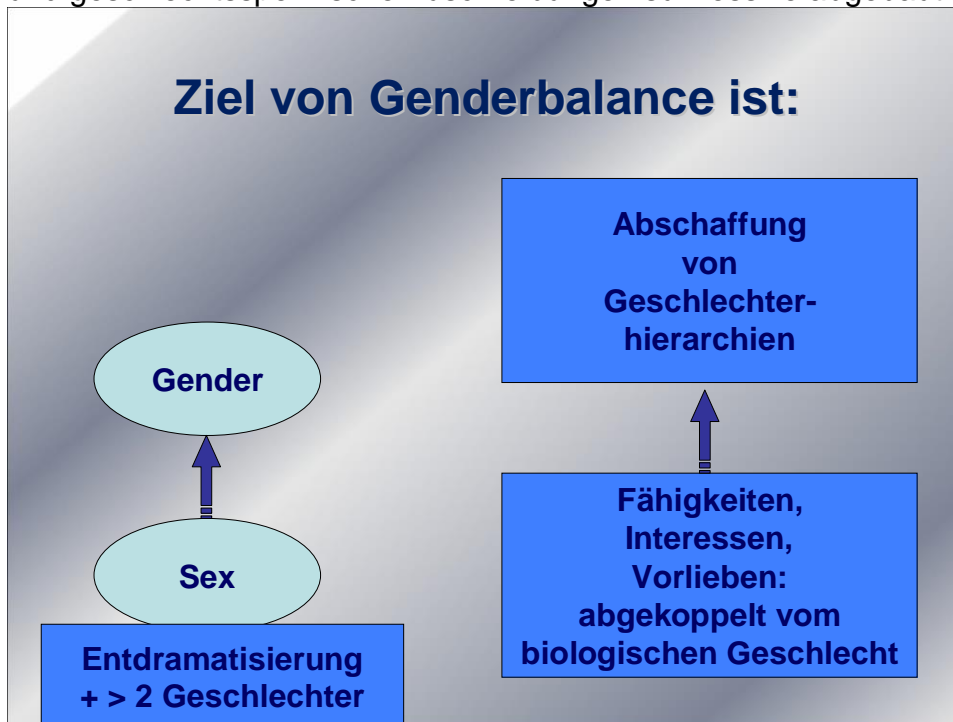 Ziel von Genderbalance ist:
Abschaffung
von
Geschlechter-
hierarchien
Gender
Sex
Fähigkeiten,
Interessen,
Vorlieben:
abgekoppelt vom
biologischen Geschlecht
Entdramatisierung
+ > 2 Geschlechter